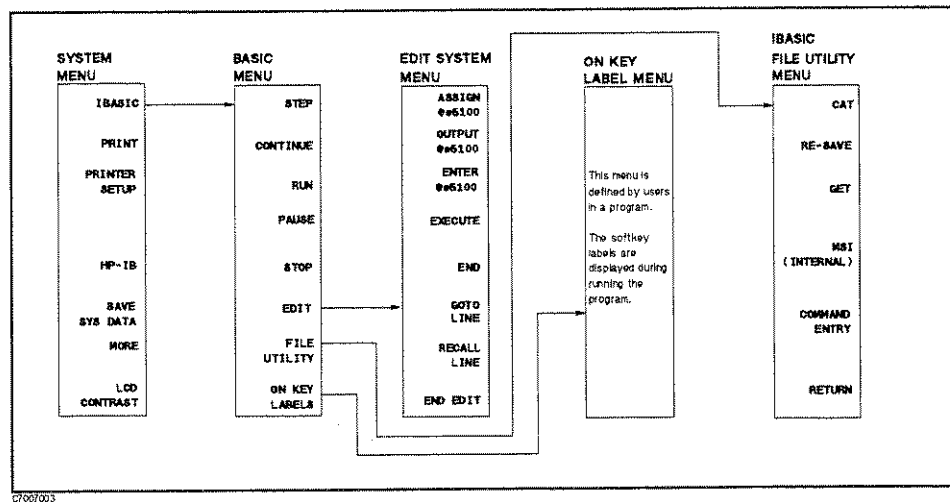 SYSTEM
MENU
IBASIC
PRINT
PRINTER
SETUP
HP-IB
SAVE
SYS DATA
MORE
LCD
CONTRAST
BASIC
MENU
STEP
CONTINUE
RUN
PAUSE
STOP
EDIT
FILE
UTILITY
ON KEY
LABELS
EDIT SYSTEM
MENU
ASSIGN
@e5100
OUTPUT
@e5100
ENTER
@e5100
EXECUTE
END
GOTO
LINE
RECALL
LINE
END EDIT
ON KEY
LABEL MENU
This menu is
defined by users
in a program.
The softkey
labels are
displayed during
running the
program.
IBASIC
FILE UTILITY
MENU
CAT
RE-SAVE
GET
MSI
(INTERNAL)
COMMAND
ENTRY
RETURN
C7007003